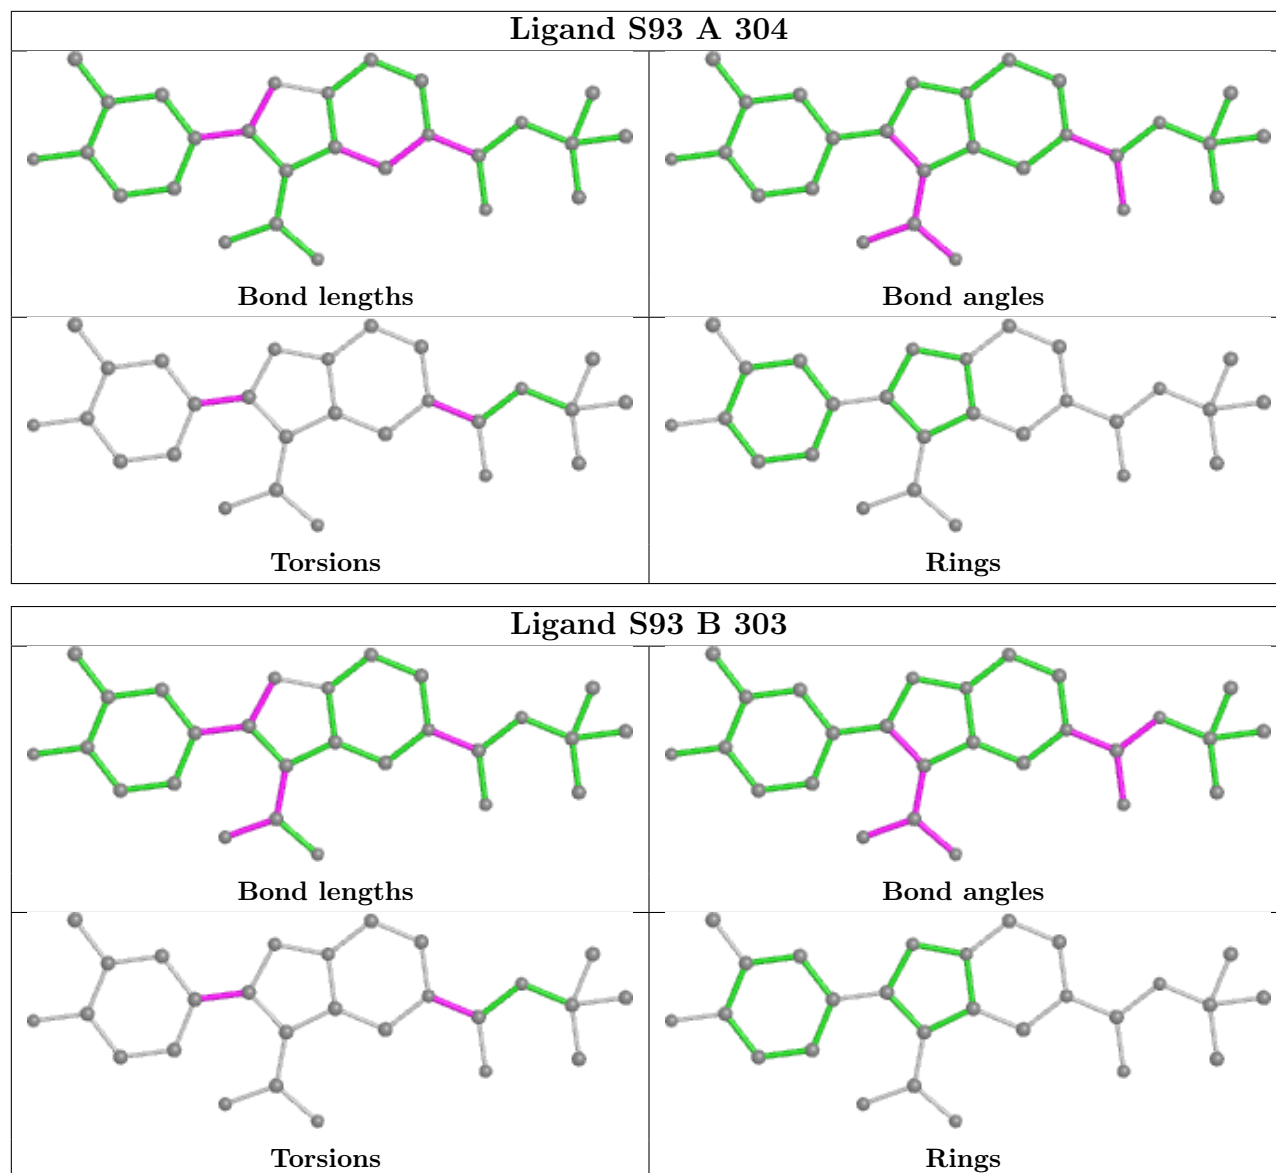 Ligand S93 A 304
Bond lengths
Bond angles
Torsions
Rings
Ligand S93 B 303
Bond lengths
Bond angles
Torsions
Rings